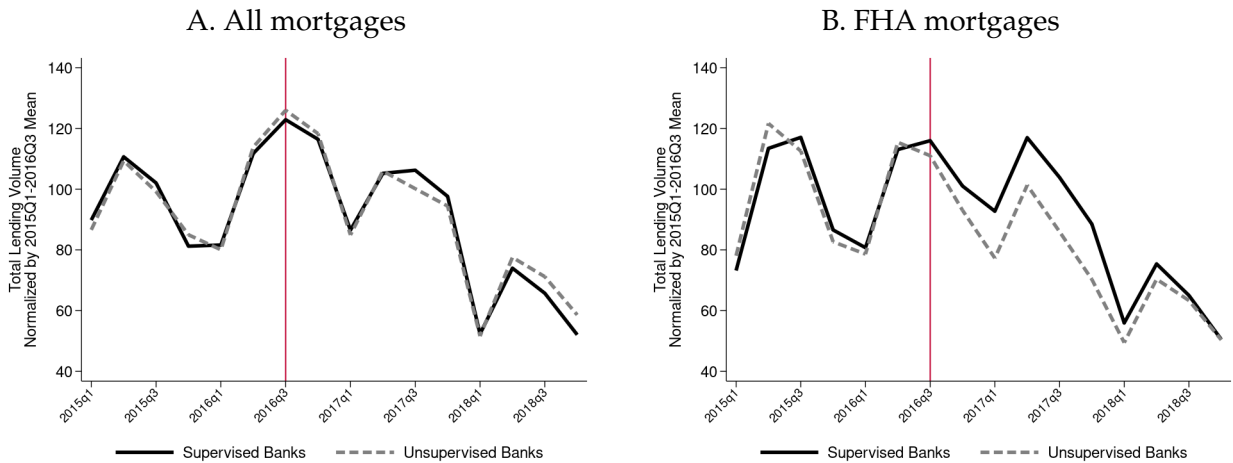 A. All mortgages
Total Lending Volume
Normalized by 2015Q1-2016Q3 Mean
140
120
100
80
60
40
2015q1
2015q3
2016q1
2016q3
2017q1
2017q3
2018q1
2018q3
Supervised Banks
Unsupervised Banks
B. FHA mortgages
Total Lending Volume
Normalized by 2015Q1-2016Q3 Mean
140
120
100
80
60
40
2015q1
2015q3
2016q1
2016q3
2017q1
2017q3
2018q1
2018q3
Supervised Banks
Unsupervised Banks